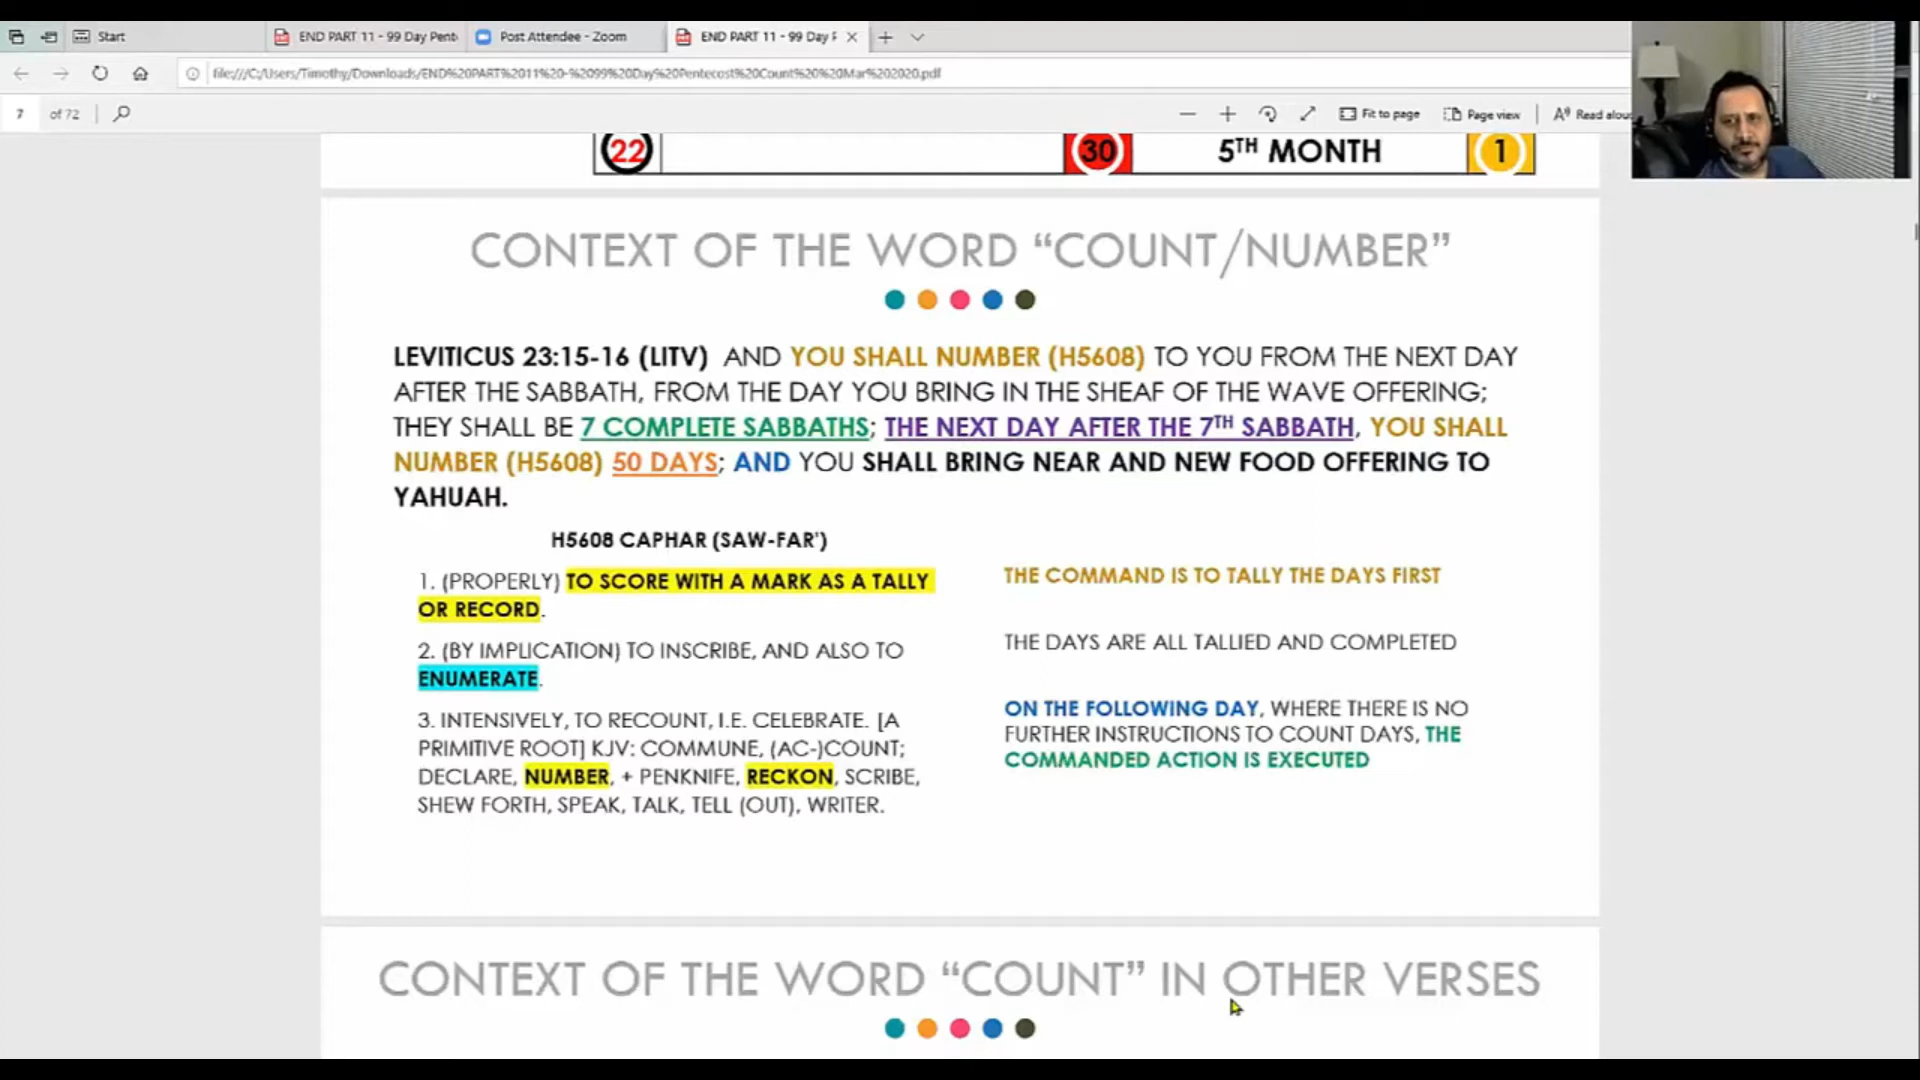 Start
END PART 11 - 99 Day Pent
Post Attendee - Zoom
END PART 11 - 99 Day F
file:///C:/Users/Timothy/Downloads/END%20PART%2011%20-%2099%20Day%20Pentecost%20Count%20%20Mar%202020.pdf
7 of 72
Fit to page
Page view
Read alou
22 30 5TH MONTH 1
CONTEXT OF THE WORD “COUNT/NUMBER”
LEVITICUS 23:15-16 (LITV) AND YOU SHALL NUMBER (H5608) TO YOU FROM THE NEXT DAY
AFTER THE SABBATH, FROM THE DAY YOU BRING IN THE SHEAF OF THE WAVE OFFERING;
THEY SHALL BE 7 COMPLETE SABBATHS; THE NEXT DAY AFTER THE 7TH SABBATH, YOU SHALL
NUMBER (H5608) 50 DAYS; AND YOU SHALL BRING NEAR AND NEW FOOD OFFERING TO
YAHUAH.
H5608 CAPHAR (SAW-FAR')
1. (PROPERLY) TO SCORE WITH A MARK AS A TALLY
OR RECORD.
2. (BY IMPLICATION) TO INSCRIBE, AND ALSO TO
ENUMERATE.
3. INTENSIVELY, TO RECOUNT, I.E. CELEBRATE. [A
PRIMITIVE ROOT] KJV: COMMUNE, (AC-)COUNT;
DECLARE, NUMBER, + PENKNIFE, RECKON, SCRIBE,
SHEW FORTH, SPEAK, TALK, TELL (OUT), WRITER.
THE COMMAND IS TO TALLY THE DAYS FIRST
THE DAYS ARE ALL TALLIED AND COMPLETED
ON THE FOLLOWING DAY, WHERE THERE IS NO
FURTHER INSTRUCTIONS TO COUNT DAYS, THE
COMMANDED ACTION IS EXECUTED
CONTEXT OF THE WORD “COUNT” IN OTHER VERSES